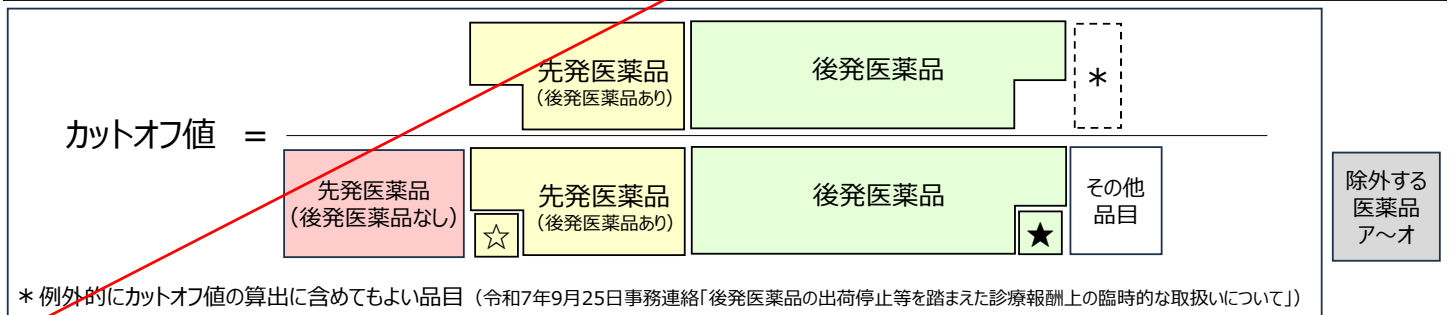 先発医薬品
（後発医薬品あり）
後発医薬品
＊
カットオフ値 ＝
先発医薬品
（後発医薬品なし）
☆
先発医薬品
（後発医薬品あり）
後発医薬品
★
その他
品目
除外する
医薬品
ア～オ
＊例外的にカットオフ値の算出に含めてもよい品目（令和7年9月25日事務連絡「後発医薬品の出荷停止等を踏まえた診療報酬上の臨時的な取扱いについて」）